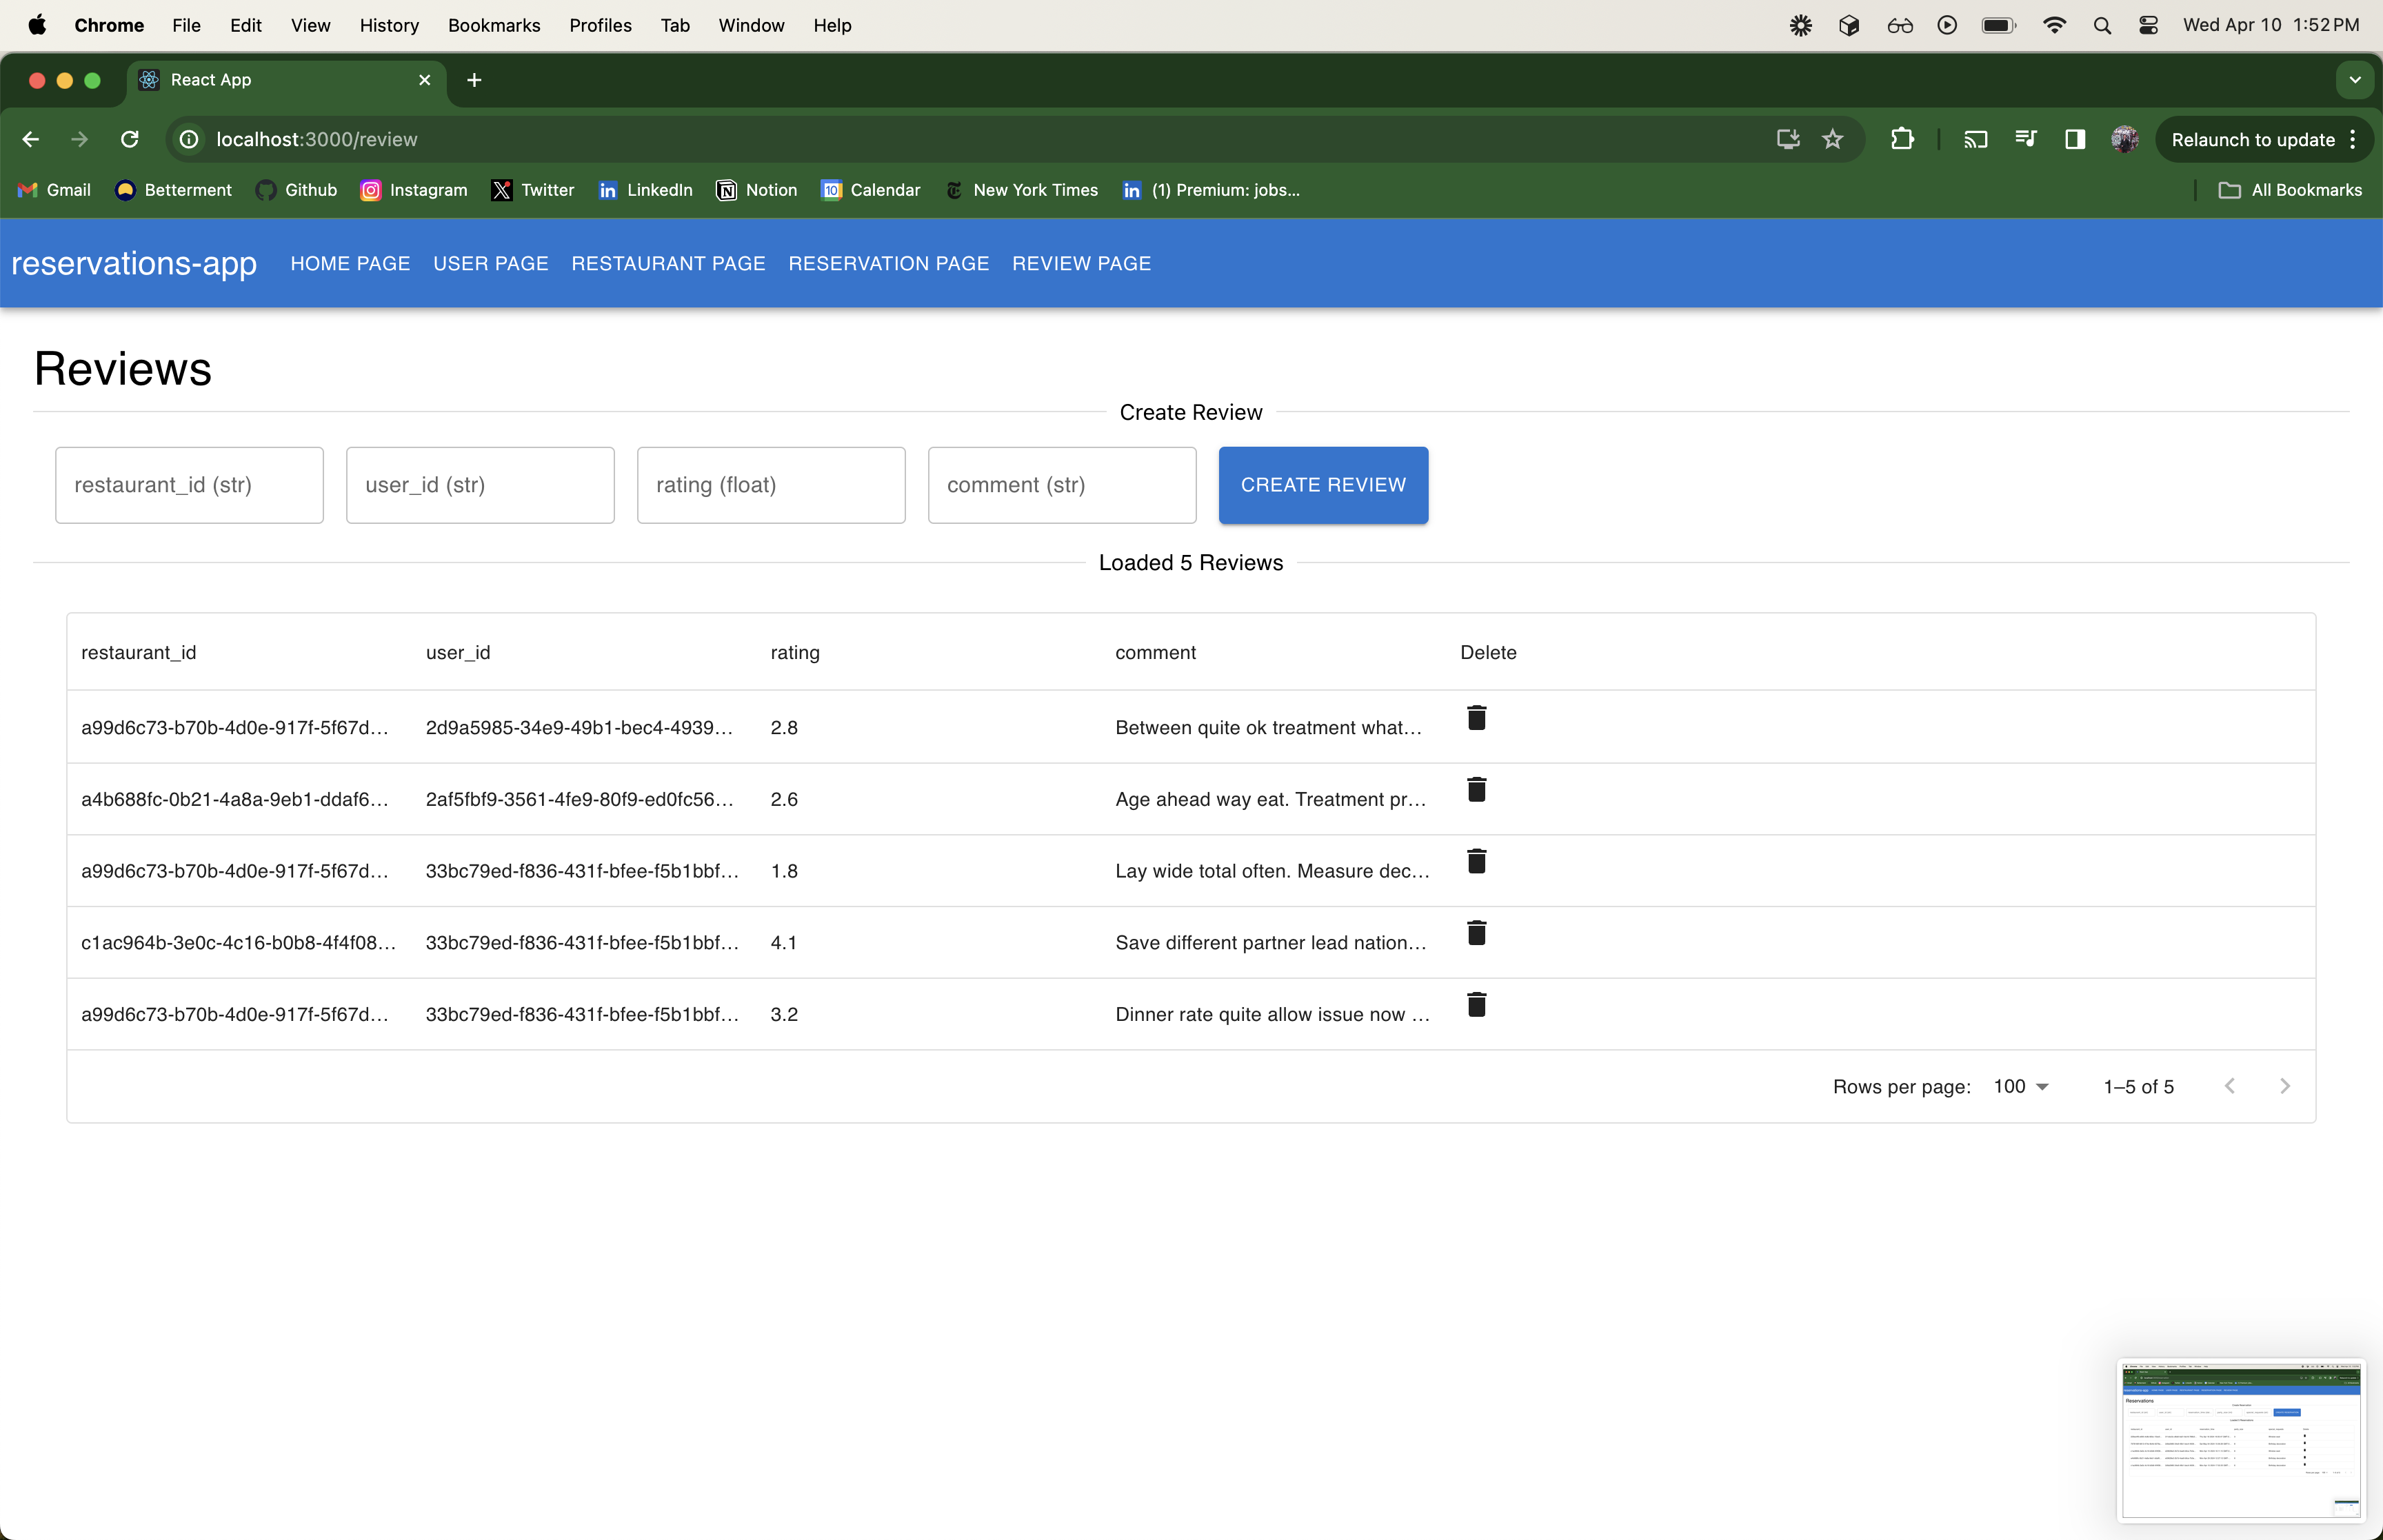 Chrome File Edit View History Bookmarks Profiles Tab Window Help Wed Apr 10 1:52 PM
React App
localhost:3000/review Relaunch to update
Gmail Betterment Github Instagram Twitter LinkedIn Notion 10 Calendar New York Times (1) Premium: jobs... All Bookmarks
reservations-app HOME PAGE USER PAGE RESTAURANT PAGE RESERVATION PAGE REVIEW PAGE
Reviews
Create Review
restaurant_id (str) user_id (str) rating (float) comment (str) CREATE REVIEW
Loaded 5 Reviews
restaurant_id user_id rating comment Delete
a99d6c73-b70b-4d0e-917f-5f67d... 2d9a5985-34e9-49b1-bec4-4939... 2.8 Between quite ok treatment what...
a4b688fc-0b21-4a8a-9eb1-ddaf6... 2af5fbf9-3561-4fe9-80f9-ed0fc56... 2.6 Age ahead way eat. Treatment pr...
a99d6c73-b70b-4d0e-917f-5f67d... 33bc79ed-f836-431f-bfee-f5b1bbf... 1.8 Lay wide total often. Measure dec...
c1ac964b-3e0c-4c16-b0b8-4f4f08... 33bc79ed-f836-431f-bfee-f5b1bbf... 4.1 Save different partner lead nation...
a99d6c73-b70b-4d0e-917f-5f67d... 33bc79ed-f836-431f-bfee-f5b1bbf... 3.2 Dinner rate quite allow issue now ...
Rows per page: 100 1–5 of 5
Reservations